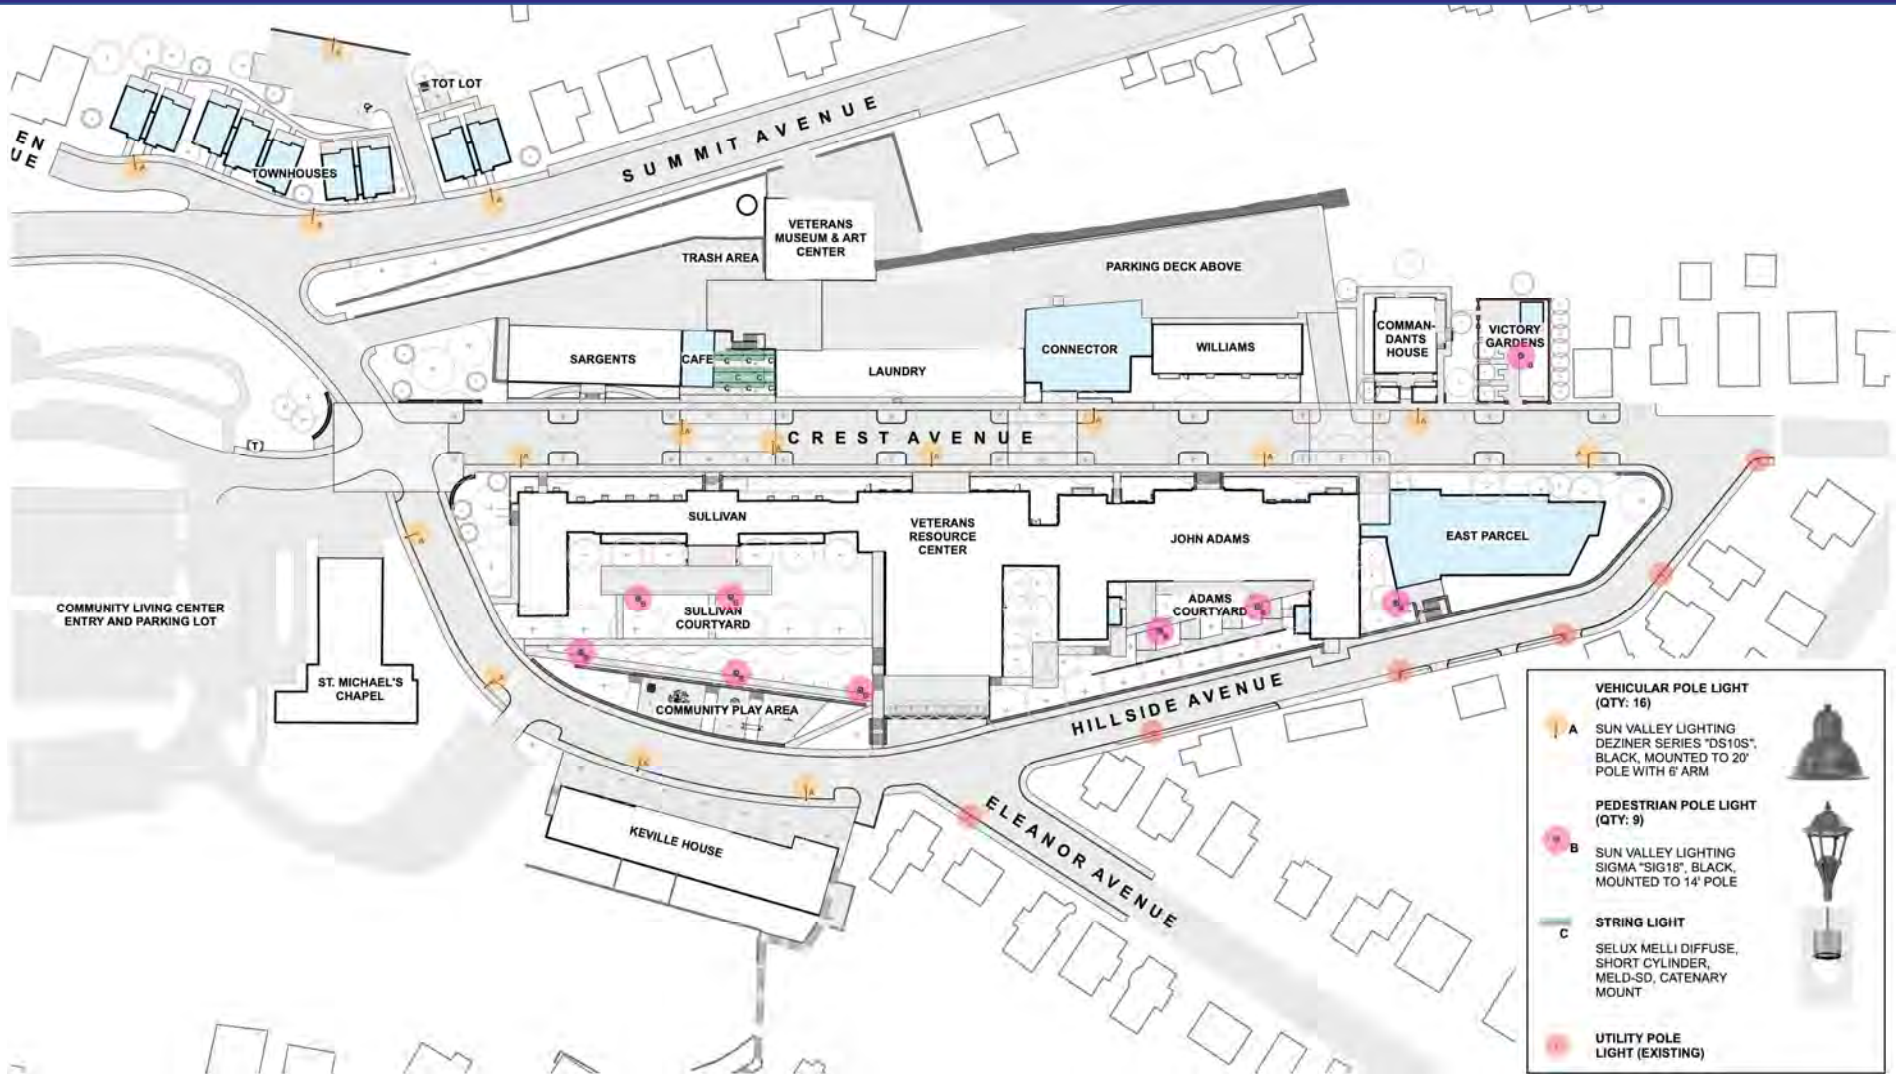 TOT LOT
EN
UE
TOWNHOUSES
SUMMIT AVENUE
VETERANS
MUSEUM & ART
CENTER
TRASH AREA
PARKING DECK ABOVE
SARGENTS
CAFE
LAUNDRY
CONNECTOR
WILLIAMS
COMMAN-
DANTS
HOUSE
VICTORY
GARDENS
CREST AVENUE
[T]
SULLIVAN
VETERANS
RESOURCE
CENTER
JOHN ADAMS
EAST PARCEL
COMMUNITY LIVING CENTER
ENTRY AND PARKING LOT
SULLIVAN
COURTYARD
ADAMS
COURTYARD
ST. MICHAEL'S
CHAPEL
COMMUNITY PLAY AREA
HILLSIDE AVENUE
KEVILLE HOUSE
ELEANOR AVENUE
VEHICULAR POLE LIGHT
(QTY: 16)
A
SUN VALLEY LIGHTING
DEZINER SERIES "DS10S",
BLACK, MOUNTED TO 20'
POLE WITH 6' ARM
PEDESTRIAN POLE LIGHT
(QTY: 9)
B
SUN VALLEY LIGHTING
SIGMA "SIG18", BLACK,
MOUNTED TO 14' POLE
STRING LIGHT
C
SELUX MELLI DIFFUSE,
SHORT CYLINDER,
MELD-SD, CATENARY
MOUNT
UTILITY POLE
LIGHT (EXISTING)